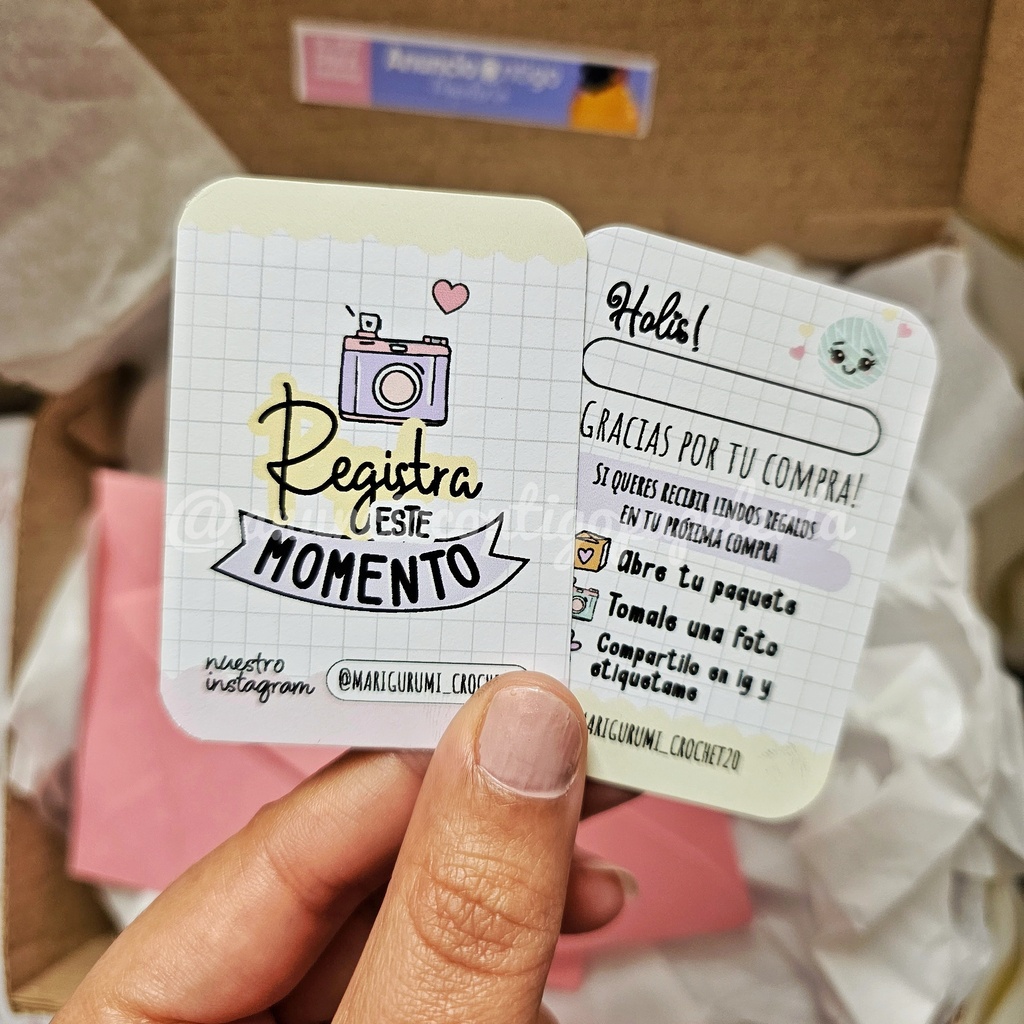 Registra
ESTE
MOMENTO
nuestro
instagram
@MARIGURUMI_CROCHE
Holis!
GRACIAS POR TU COMPRA!
SI QUERES RECIBIR LINDOS REGALOS
EN TU PRÓXIMA COMPRA
Abre tu paquete
Tomale una foto
Compartilo en ig y
etiquetame
ARIGURUMI_CROCHET20